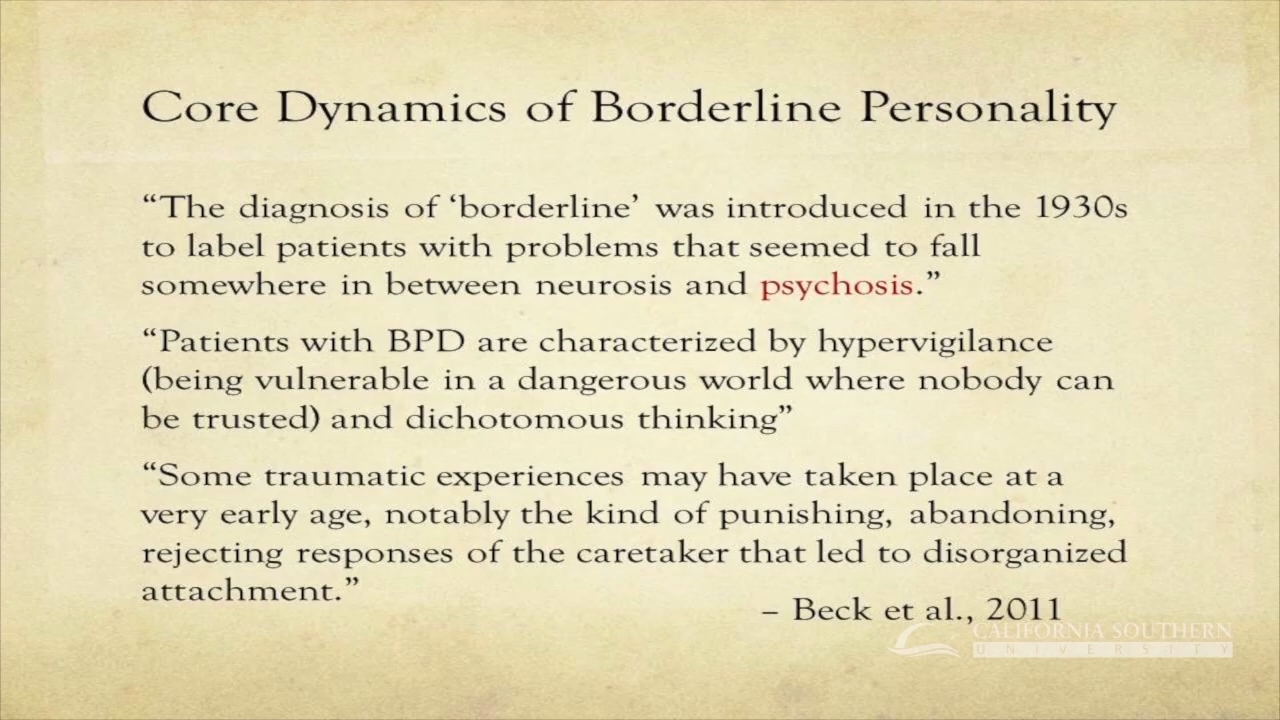 Core Dynamics of Borderline Personality
“The diagnosis of ‘borderline’ was introduced in the 1930s
to label patients with problems that seemed to fall
somewhere in between neurosis and psychosis.”
“Patients with BPD are characterized by hypervigilance
(being vulnerable in a dangerous world where nobody can
be trusted) and dichotomous thinking”
“Some traumatic experiences may have taken place at a
very early age, notably the kind of punishing, abandoning,
rejecting responses of the caretaker that led to disorganized
attachment.”
– Beck et al., 2011
CALIFORNIA SOUTHERN
UNIVERSITY